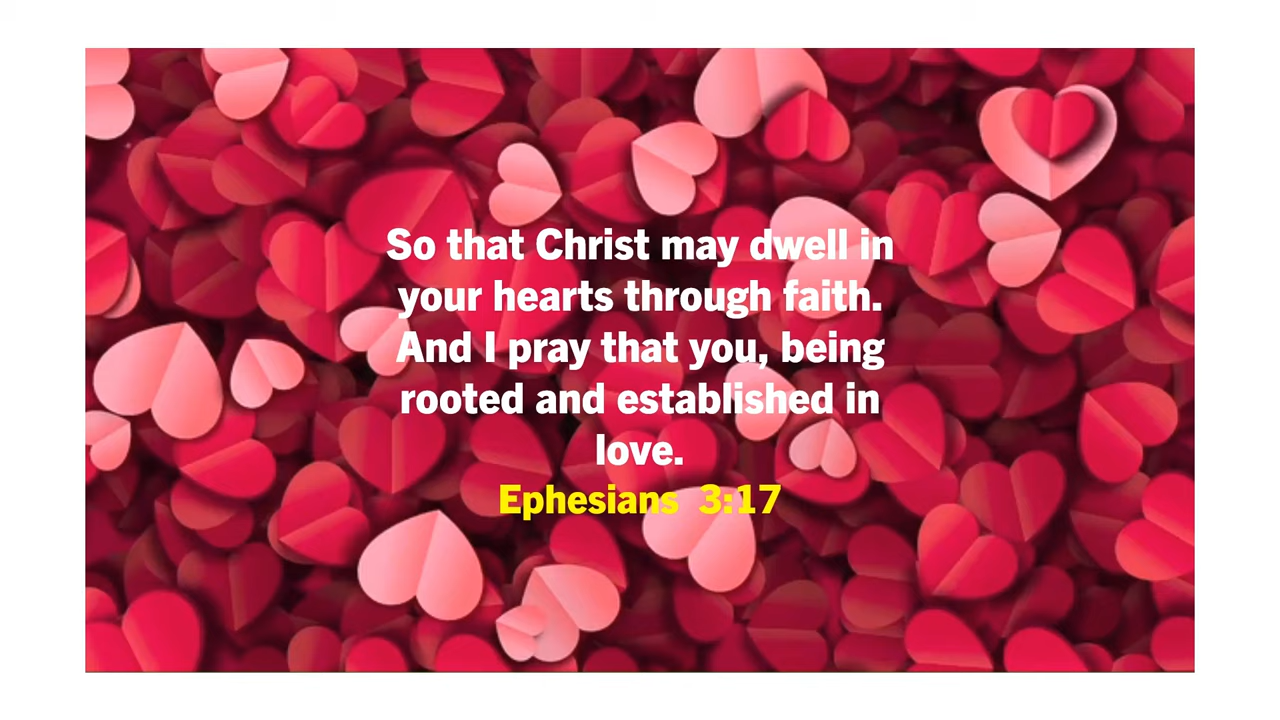 So that Christ may dwell in
your hearts through faith.
And I pray that you, being
rooted and established in
love.
Ephesians 3:17